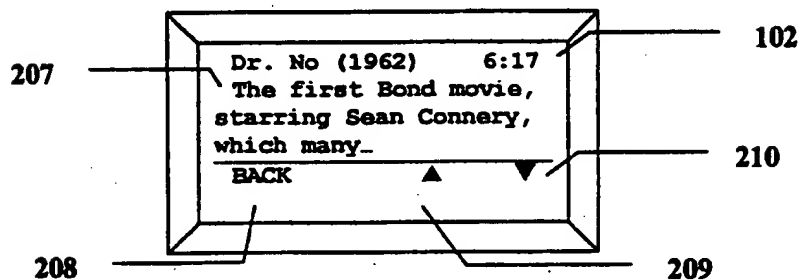 Dr. No (1962) 6:17 102
207 The first Bond movie,
starring Sean Connery,
which many_
210
BACK ▲ ▼
208 209